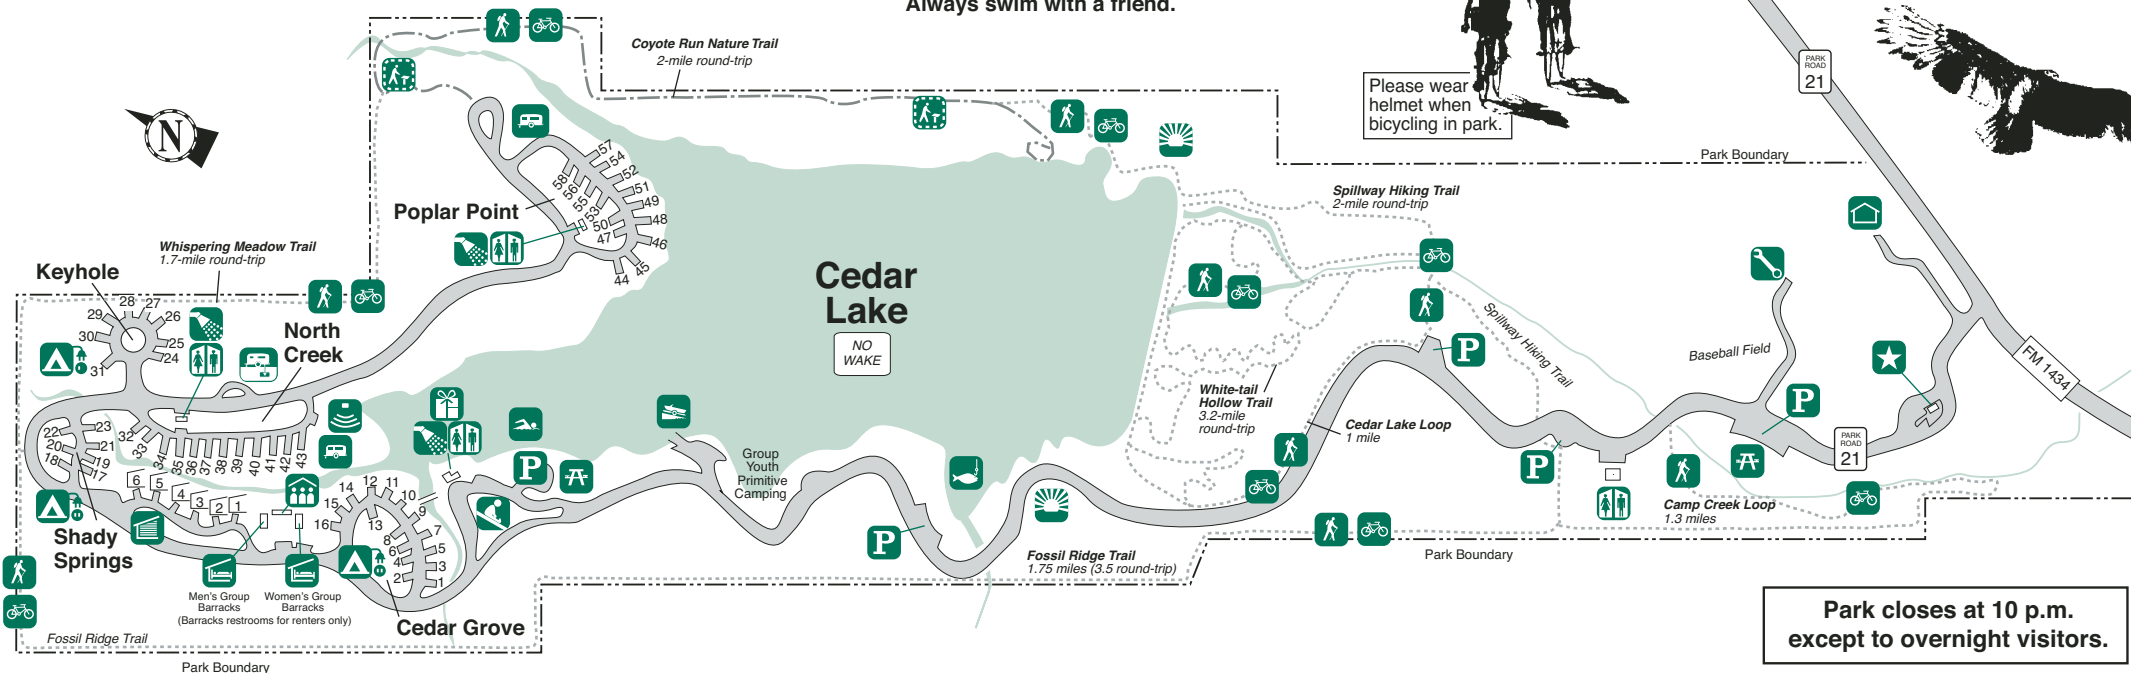 Always swim with a friend.
Coyote Run Nature Trail
2-mile round-trip
PARK
ROAD
21
Please wear
helmet when
bicycling in park.
Park Boundary
N
Poplar Point
57
54
52
51
49
48
46
45
44
58
56
55
53
50
47
Spillway Hiking Trail
2-mile round-trip
Whispering Meadow Trail
1.7-mile round-trip
Keyhole
28
27
29
26
30
25
24
31
North
Creek
Cedar
Lake
NO
WAKE
Spillway Hiking Trail
P
Baseball Field
FM 1434
White-tail
Hollow Trail
3.2-mile
round-trip
Cedar Lake Loop
1 mile
P
PARK
ROAD
21
22
23
20
21
18
19
17
32
33
34
35
36
37
38
39
40
41
42
43
Group
Youth
Primitive
Camping
P
P
6
5
4
3
2
1
14
12
11
10
15
9
16
13
7
8
5
6
4
3
2
1
Camp Creek Loop
1.3 miles
P
Shady
Springs
Fossil Ridge Trail
1.75 miles (3.5 round-trip)
Park Boundary
Men's Group
Barracks
Women's Group
Barracks
(Barracks restrooms for renters only)
Cedar Grove
Fossil Ridge Trail
Park Boundary
Park closes at 10 p.m.
except to overnight visitors.